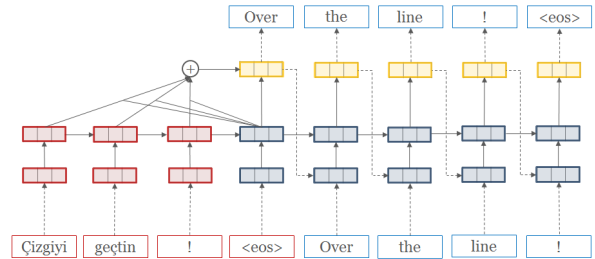 Over the line ! <eos>
+
Çizgiyi geçtin ! <eos> Over the line !